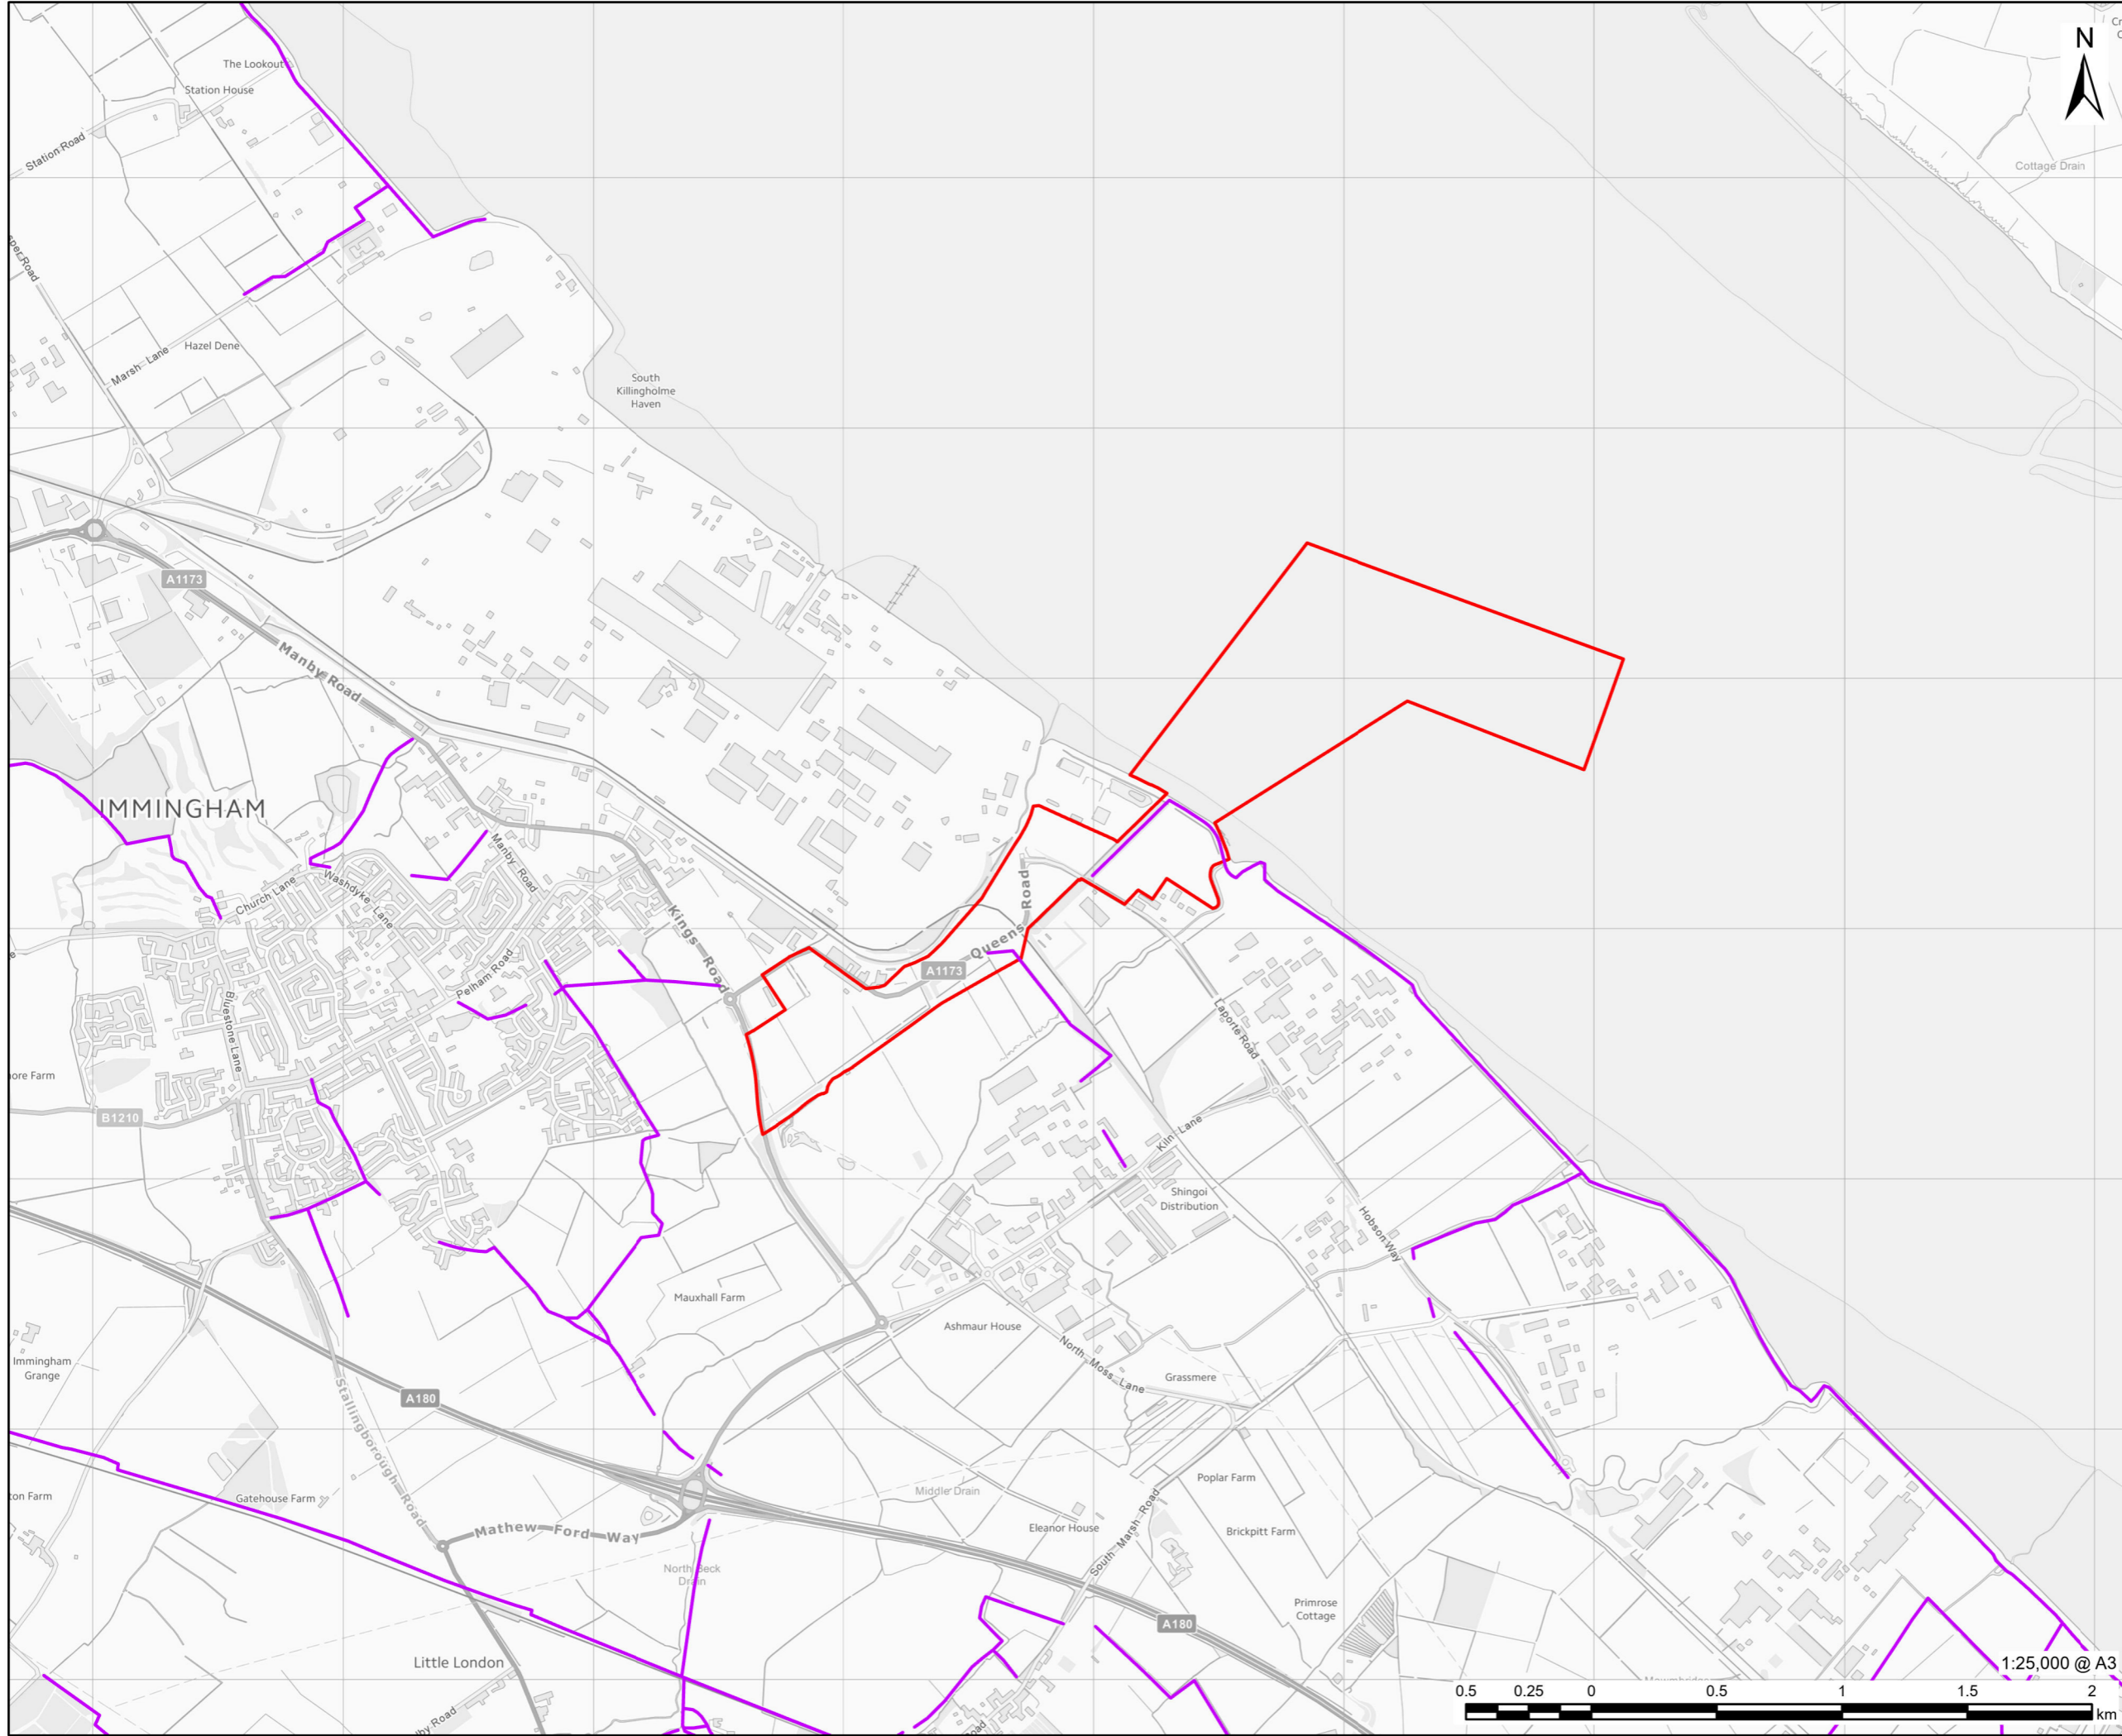 The Lookout
Station House
N
Station Road
Cottage Drain
Hazel Dene
Marsh Lane
South
Killingholme
Haven
A1173
Manby Road
IMMINGHAM
Manby Road
Church Lane
Washdyke Lane
Kings Road
Queens Road
A1173
Pelham Road
Bluestone Lane
Laporte Road
ore Farm
B1210
Kiln Lane
Shingoi
Distribution
Hobson Way
Mauxhall Farm
Ashmaur House
North Moss Lane
Immingham
Grange
Grassmere
A180
Stallingborough Road
Poplar Farm
Middle Drain
ton Farm
Gatehouse Farm
South Marsh Road
Eleanor House
Brickpitt Farm
Mathew Ford Way
North Beck
Drain
Primrose
Cottage
A180
Little London
1:25,000 @ A3
0.5 0.25 0 0.5 1 1.5 2
km